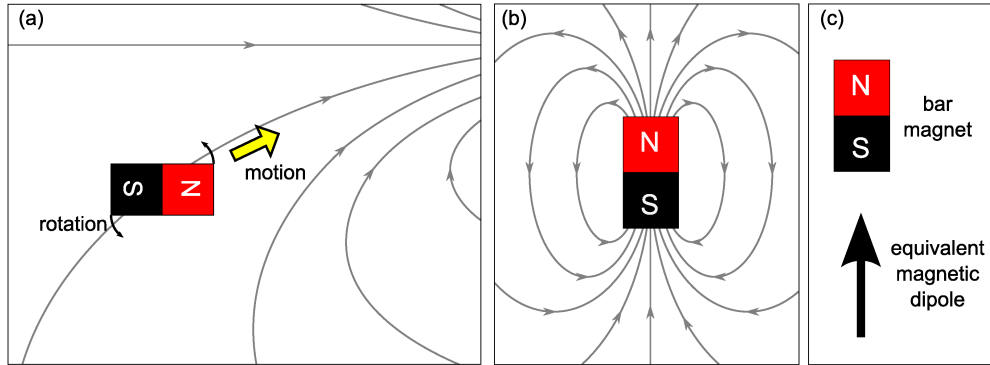 (a)
S
N
motion
rotation
(b)
N
S
(c)
N
S
bar
magnet
equivalent
magnetic
dipole